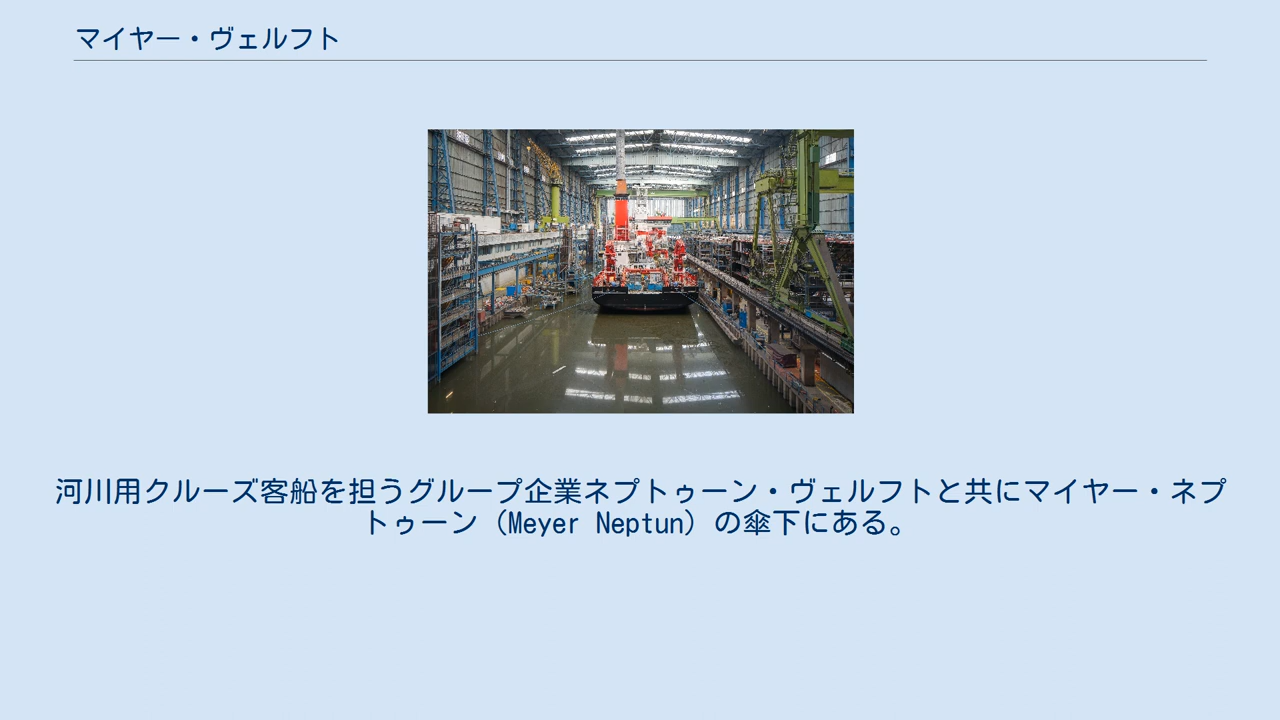 マイヤー・ヴェルフト
河川用クルーズ客船を担うグループ企業ネプトゥーン・ヴェルフトと共にマイヤー・ネプ
トゥーン（Meyer Neptun）の傘下にある。